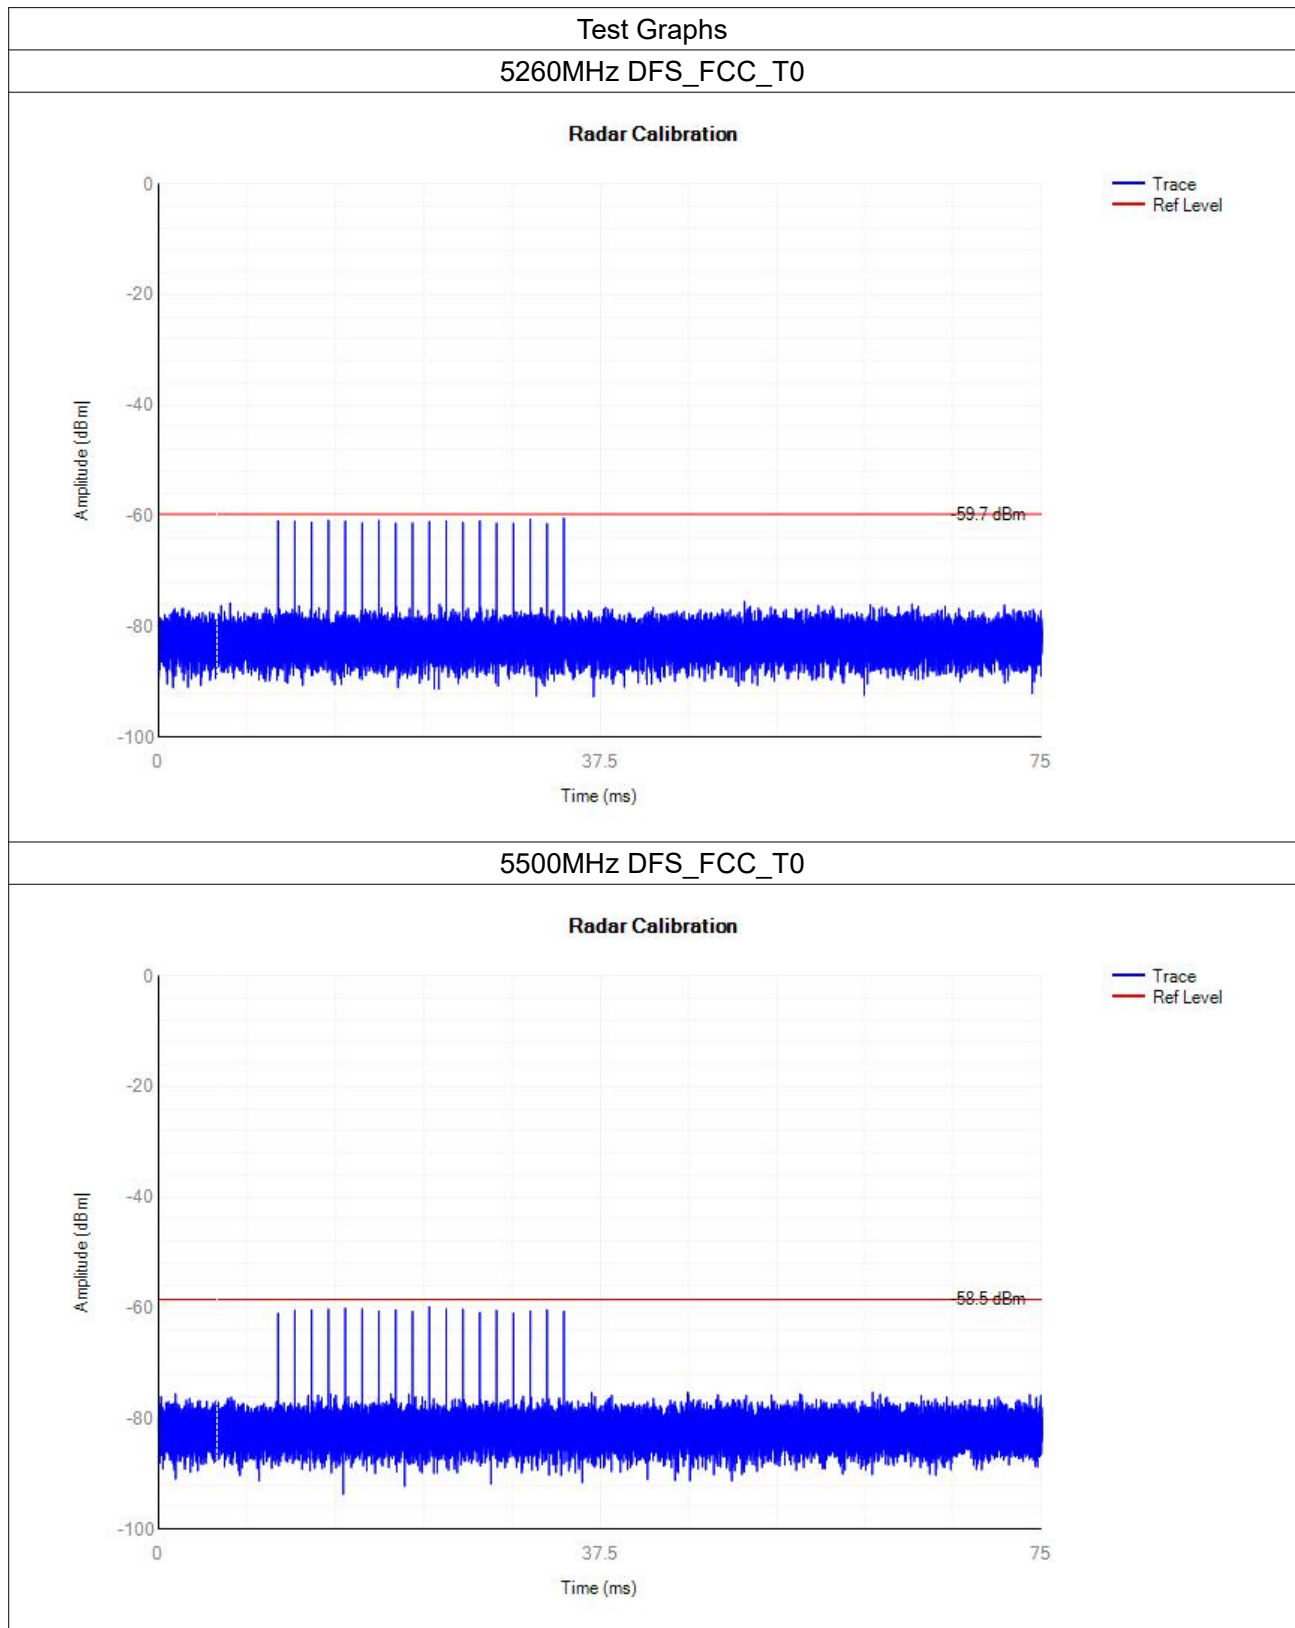 Test Graphs
5260MHz DFS_FCC_T0
Radar Calibration
Trace
Ref Level
0
-20
-40
-60
-80
-100
Amplitude [dBm]
-59.7 dBm
0
37.5
75
Time (ms)
5500MHz DFS_FCC_T0
Radar Calibration
Trace
Ref Level
0
-20
-40
-60
-80
-100
Amplitude [dBm]
-58.5 dBm
0
37.5
75
Time (ms)